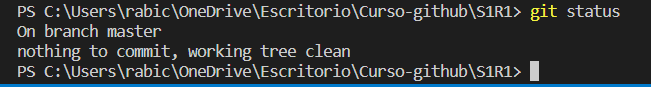 PS C:\Users\rabic\OneDrive\Escritorio\Curso-github\S1R1> git status
On branch master
nothing to commit, working tree clean
PS C:\Users\rabic\OneDrive\Escritorio\Curso-github\S1R1>